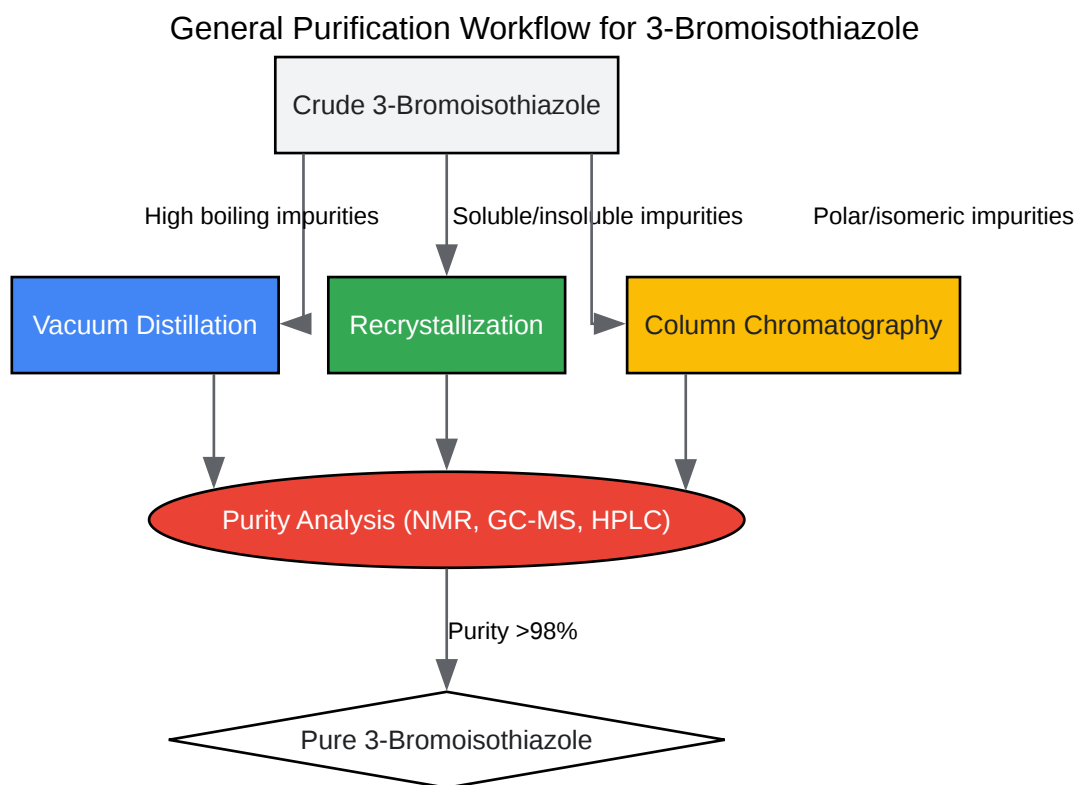 General Purification Workflow for 3-Bromoisothiazole
Crude 3-Bromoisothiazole
High boiling impurities
Soluble/insoluble impurities
Polar/isomeric impurities
Vacuum Distillation
Recrystallization
Column Chromatography
Purity Analysis (NMR, GC-MS, HPLC)
Purity >98%
Pure 3-Bromoisothiazole